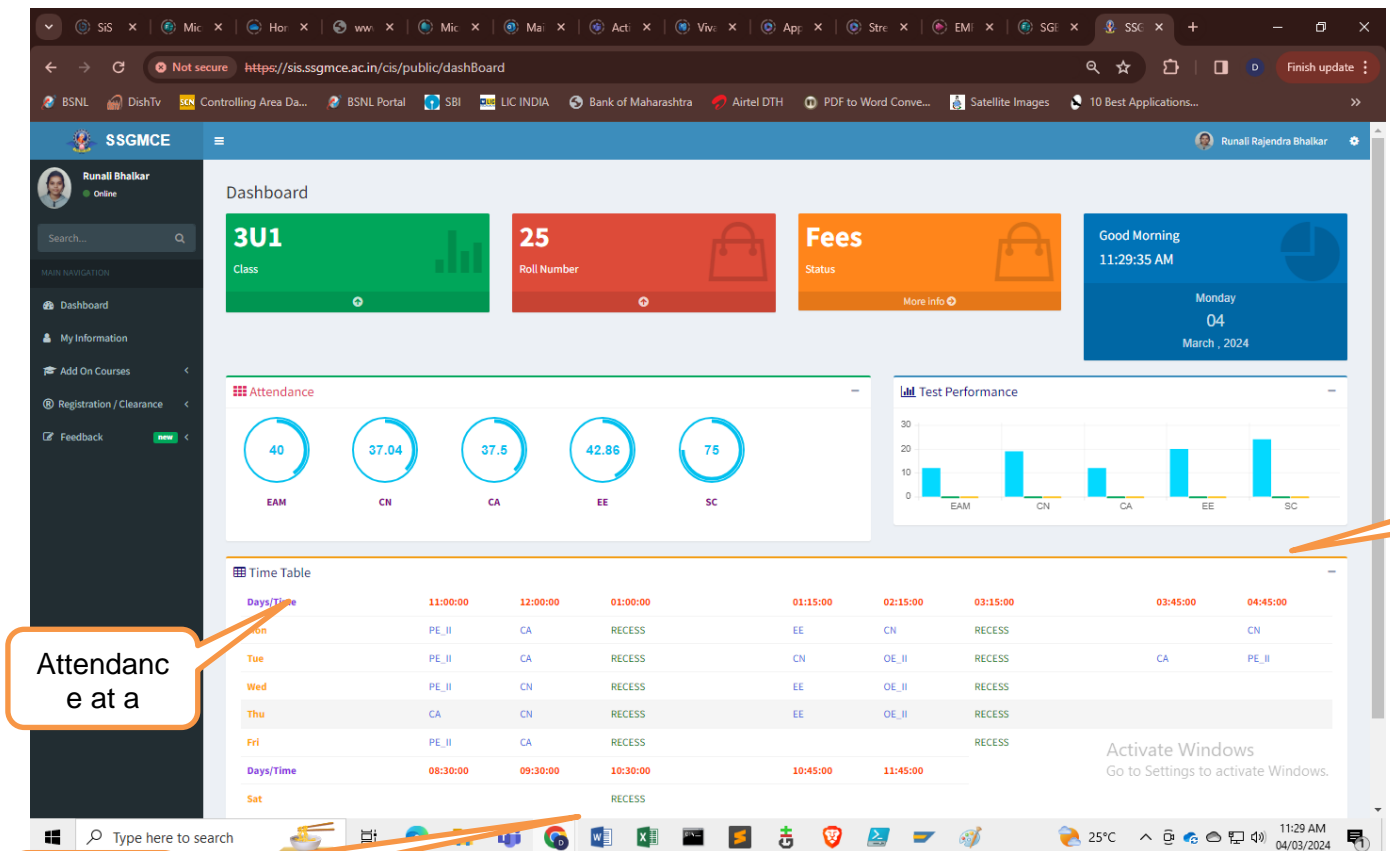 SiS Mic Hor ww Mic Mai Acti Viva App Stre EMi SGE SSG
Not secure https://sis.ssgmce.ac.in/cis/public/dashBoard D Finish update
BSNL DishTv SCN Controlling Area Da... BSNL Portal SBI LIC INDIA Bank of Maharashtra Airtel DTH PDF to Word Conve... Satellite Images 10 Best Applications... »
SSGMCE Runali Rajendra Bhalkar
Runali Bhalkar
Online
Search...
MAIN NAVIGATION
Dashboard
My Information
Add On Courses
® Registration / Clearance
Feedback new
Dashboard
3U1
Class
25
Roll Number
Fees
Status
More info
Good Morning
11:29:35 AM
Monday
04
March , 2024
Attendance
40 37.04 37.5 42.86 75
EAM CN CA EE SC
Test Performance
30
20
10
0
EAM CN CA EE SC
Time Table
Days/Time 11:00:00 12:00:00 01:00:00 01:15:00 02:15:00 03:15:00 03:45:00 04:45:00
Mon PE_II CA RECESS EE CN RECESS CN
Tue PE_II CA RECESS CN OE_II RECESS CA PE_II
Wed PE_II CN RECESS EE OE_II RECESS
Thu CA CN RECESS EE OE_II RECESS
Fri PE_II CA RECESS RECESS
Days/Time 08:30:00 09:30:00 10:30:00 10:45:00 11:45:00
Sat RECESS
Attendanc
e at a
Activate Windows
Go to Settings to activate Windows.
Type here to search 25°C 11:29 AM
04/03/2024
1